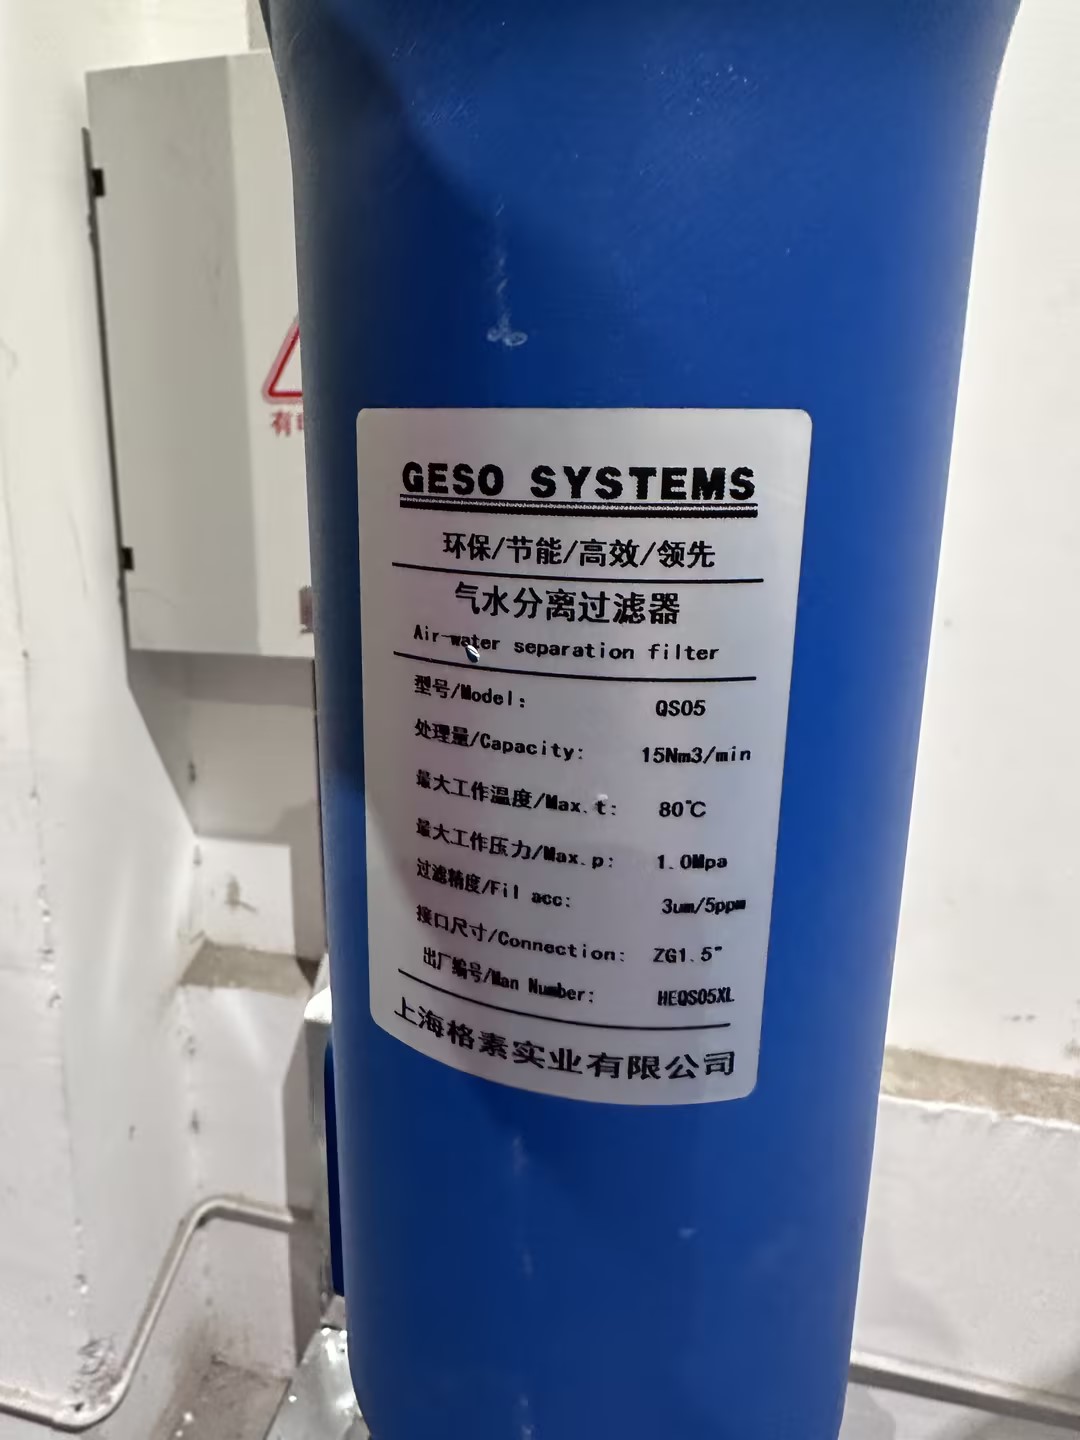 GESO SYSTEMS
环保/节能/高效/领先
气水分离过滤器
Air-water separation filter
型号/Model: QS05
处理量/Capacity: 15Nm3/min
最大工作温度/Max.t: 80℃
最大工作压力/Max.p: 1.0Mpa
过滤精度/Fil acc: 3um/5ppm
接口尺寸/Connection: ZG1.5"
出厂编号/Man Number: HEQS05XL
上海格素实业有限公司
有